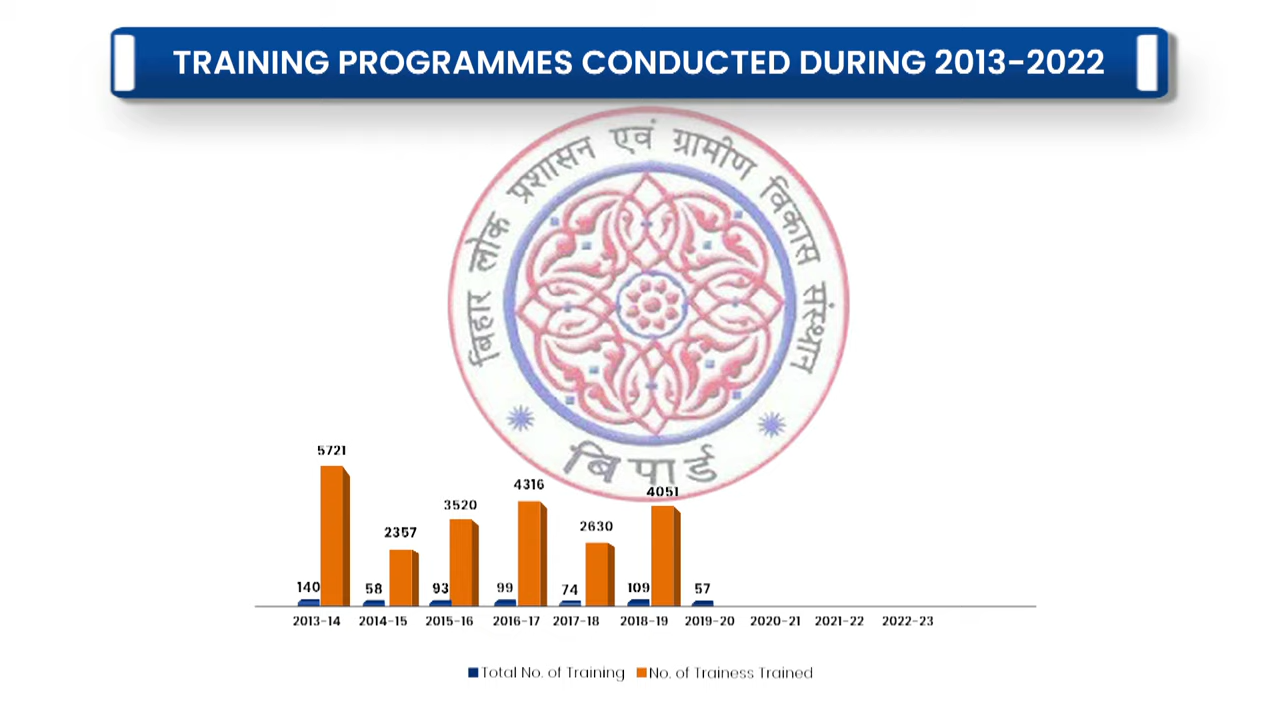 TRAINING PROGRAMMES CONDUCTED DURING 2013-2022
बिहार लोक प्रशासन एवं ग्रामीण विकास संस्थान
बिपार्ड
5721
2357
3520
4316
2630
4051
140
58
93
99
74
109
57
2013-14 2014-15 2015-16 2016-17 2017-18 2018-19 2019-20 2020-21 2021-22 2022-23
Total No. of Training No. of Trainess Trained